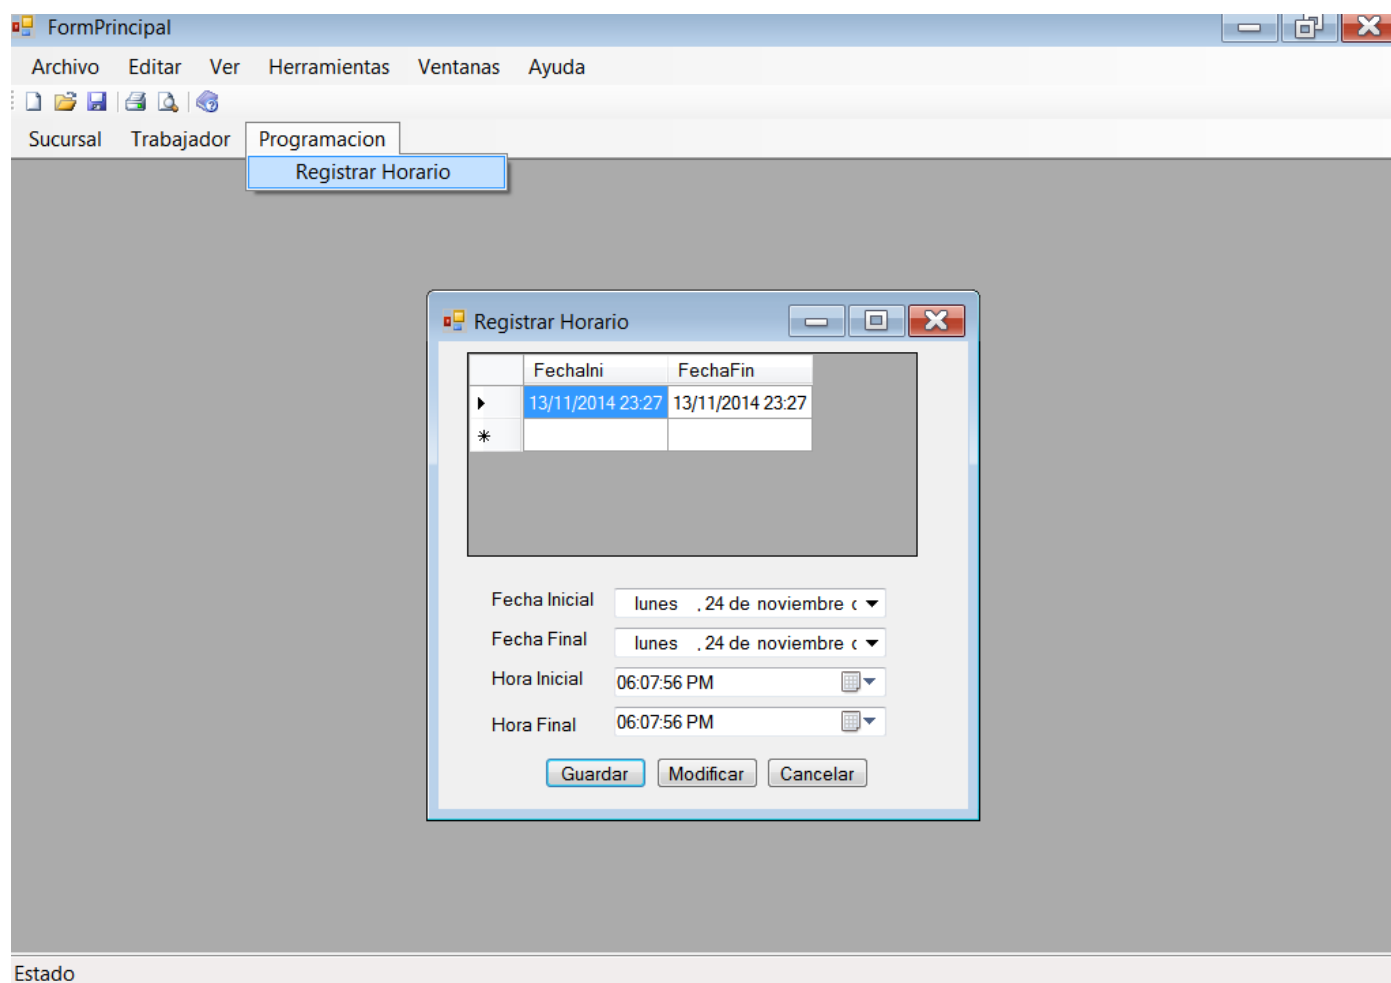 FormPrincipal
Archivo Editar Ver Herramientas Ventanas Ayuda
Sucursal Trabajador Programacion
Registrar Horario
Registrar Horario
FechaIni FechaFin
13/11/2014 23:27 13/11/2014 23:27
Fecha Inicial lunes , 24 de noviembre
Fecha Final lunes , 24 de noviembre
Hora Inicial 06:07:56 PM
Hora Final 06:07:56 PM
Guardar Modificar Cancelar
Estado